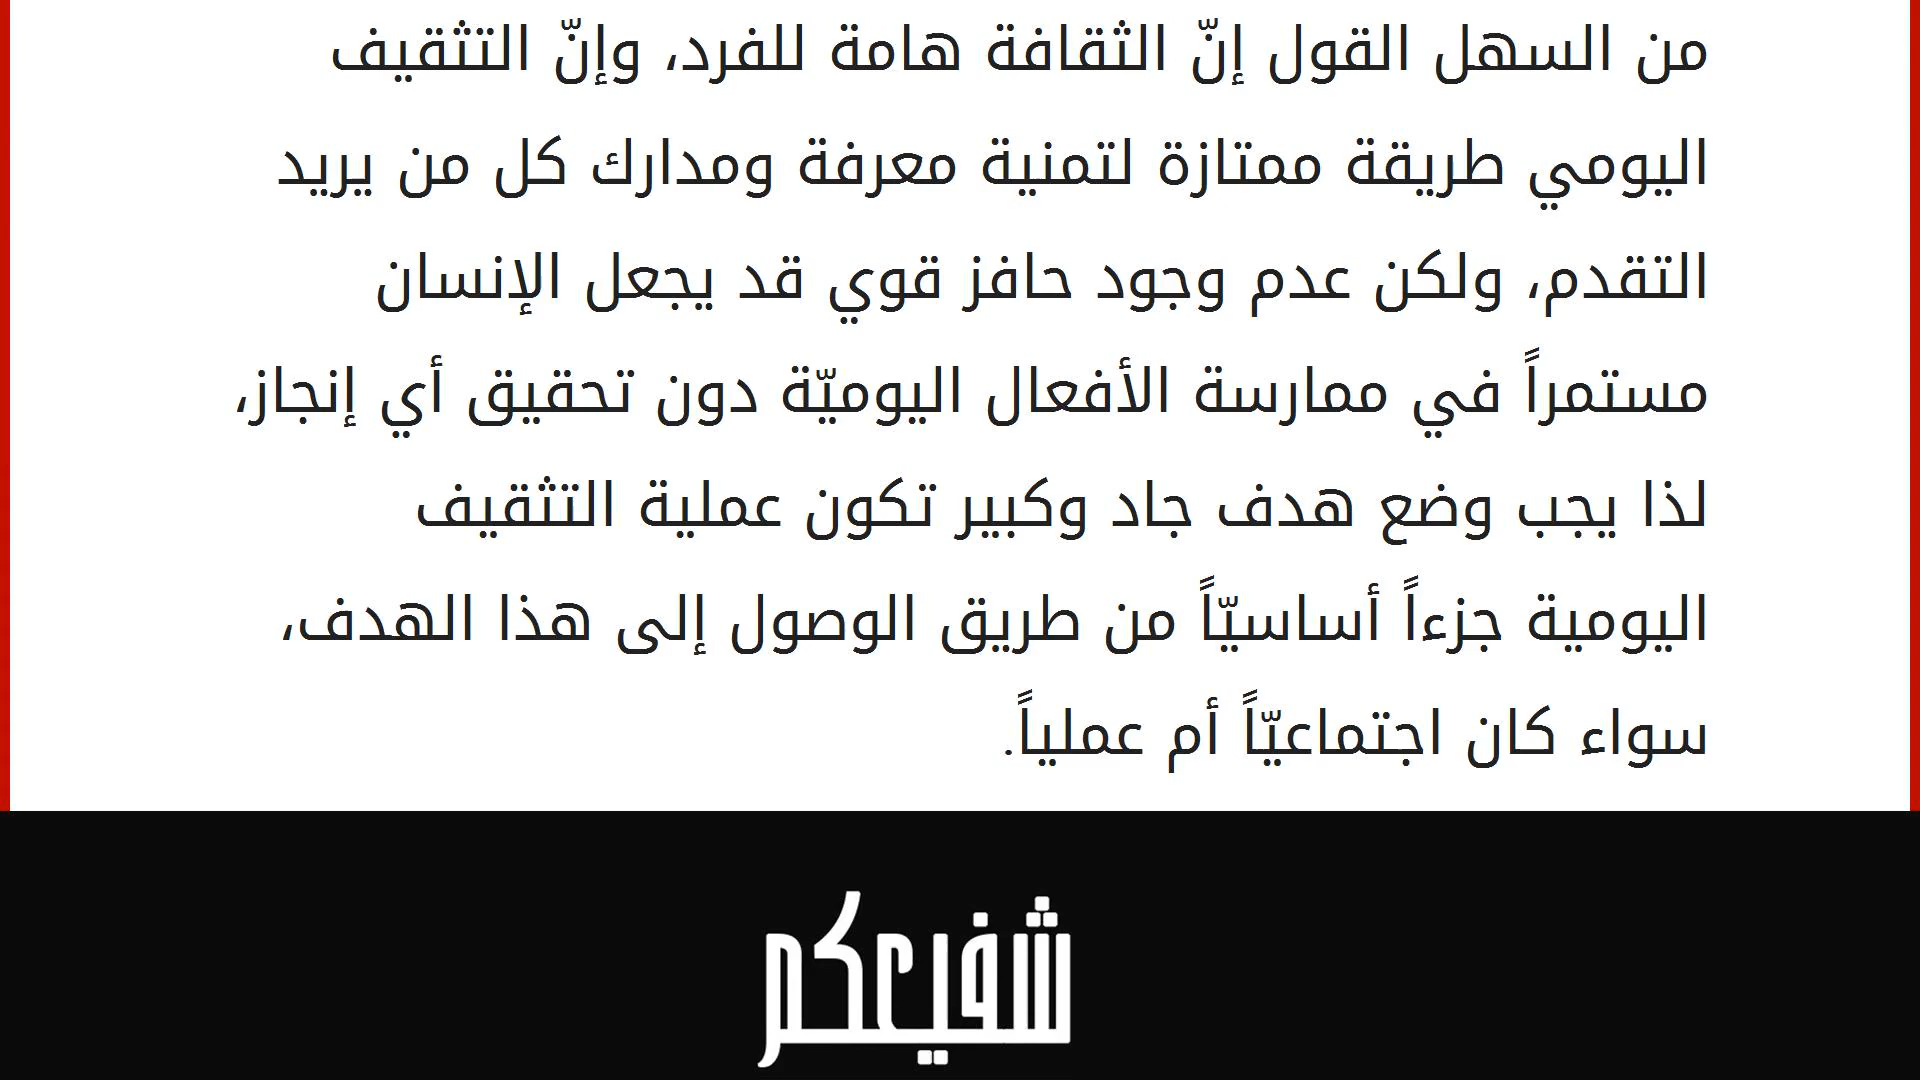 من السهل القول إنّ الثقافة هامة للفرد، وإنّ التثقيف
اليومي طريقة ممتازة لتمنية معرفة ومدارك كل من يريد
التقدم، ولكن عدم وجود حافز قوي قد يجعل الإنسان
مستمراً في ممارسة الأفعال اليوميّة دون تحقيق أي إنجاز،
لذا يجب وضع هدف جاد وكبير تكون عملية التثقيف
اليومية جزءاً أساسيّاً من طريق الوصول إلى هذا الهدف،
سواء كان اجتماعيّاً أم عملياً.
شفيعكم